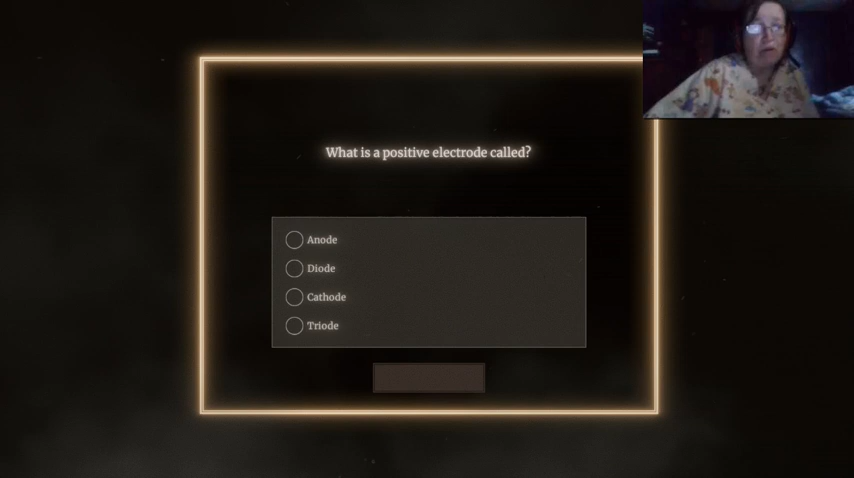 What is a positive electrode called?
Anode
Diode
Cathode
Triode